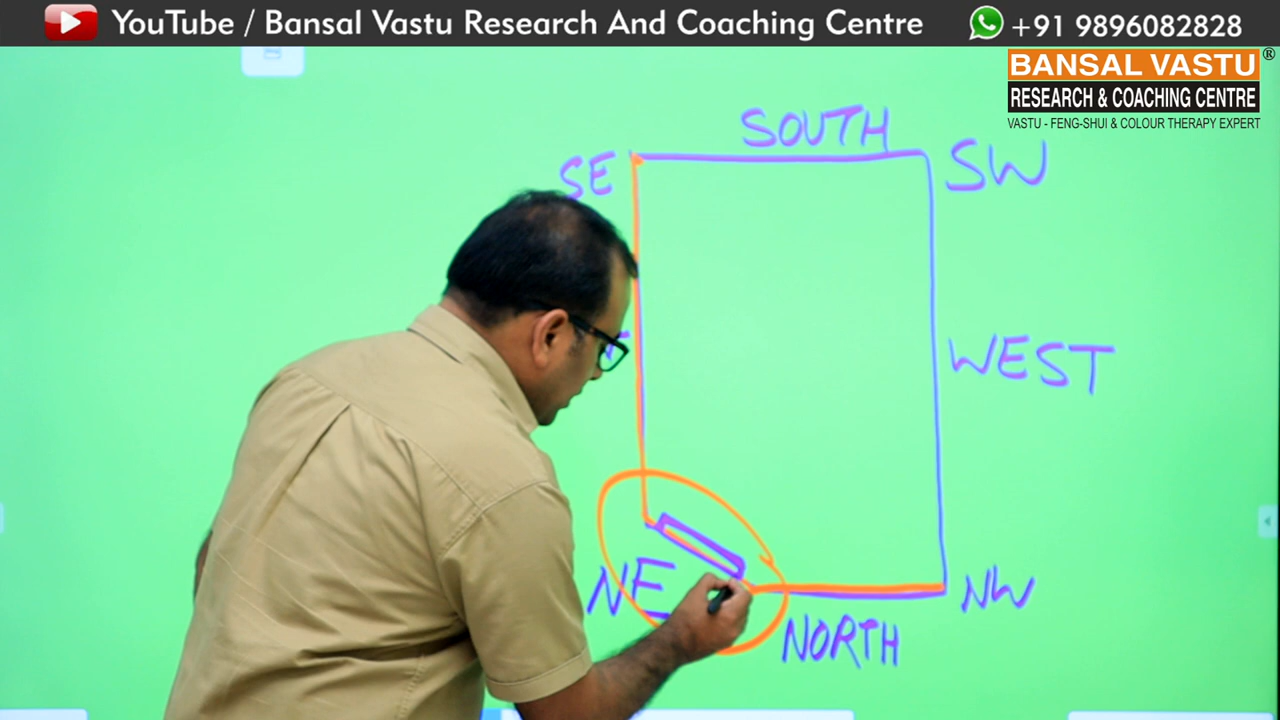 YouTube / Bansal Vastu Research And Coaching Centre
+91 9896082828
BANSAL VASTU®
RESEARCH & COACHING CENTRE
VASTU - FENG-SHUI & COLOUR THERAPY EXPERT
SOUTH
SE
SW
WEST
NE
NW
NORTH